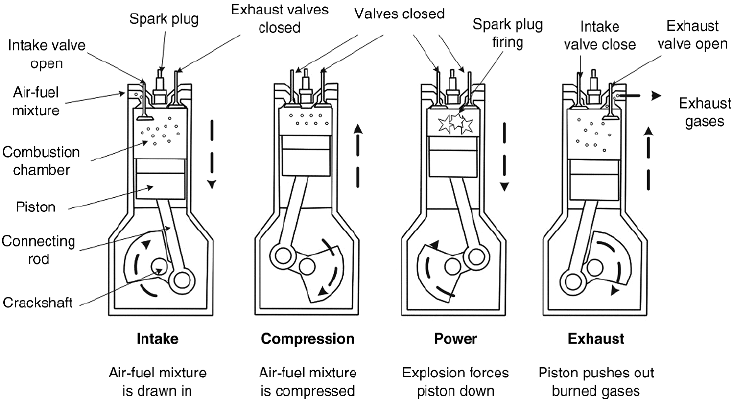 Spark plug
Exhaust valves
closed
Valves closed
Spark plug
firing
Intake
valve close
Exhaust
valve open
Intake valve
open
Air-fuel
mixture
Exhaust
gases
Combustion
chamber
Piston
Connecting
rod
Crackshaft
Intake
Compression
Power
Exhaust
Air-fuel mixture
is drawn in
Air-fuel mixture
is compressed
Explosion forces
piston down
Piston pushes out
burned gases